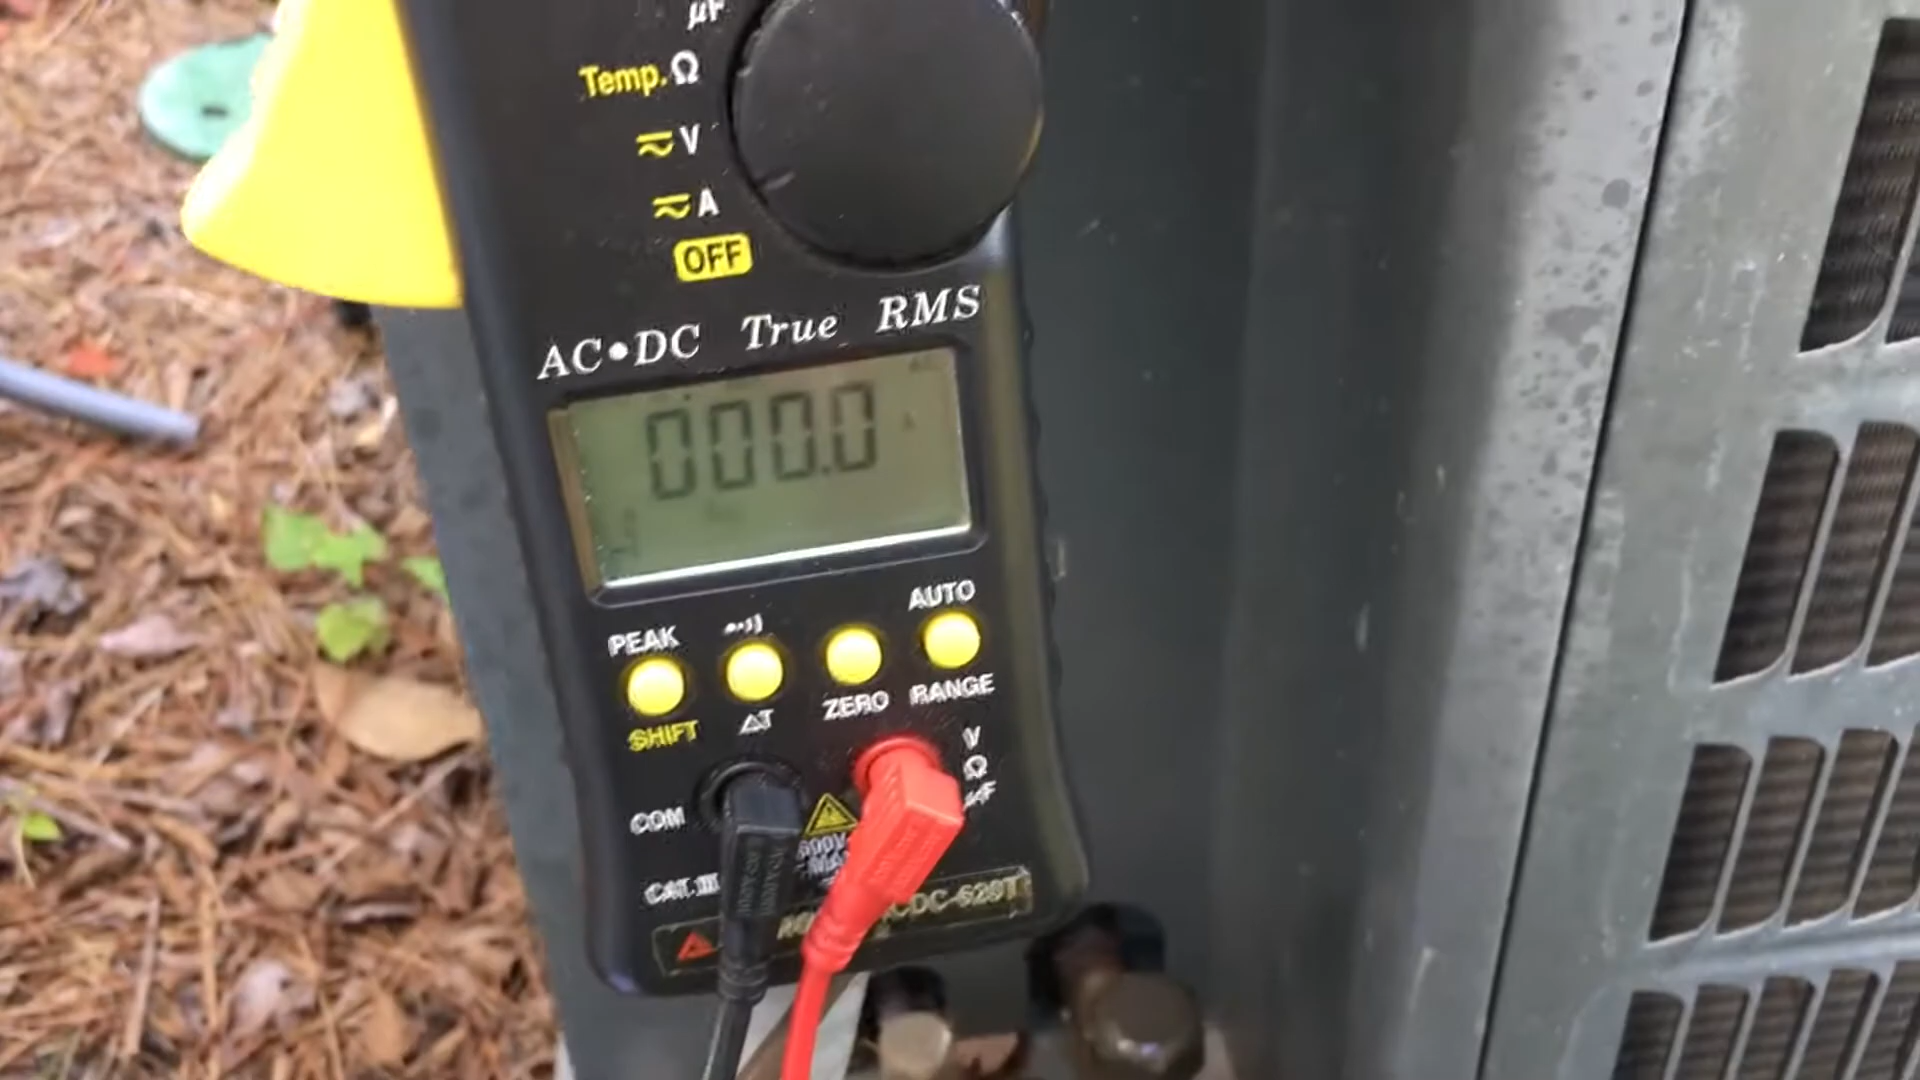 μF
Temp.Ω
V
A
OFF
AC•DC True RMS
000.0
PEAK
AUTO
SHIFT
ΔT
ZERO
RANGE
V
Ω
μF
COM
600V
CAT. III